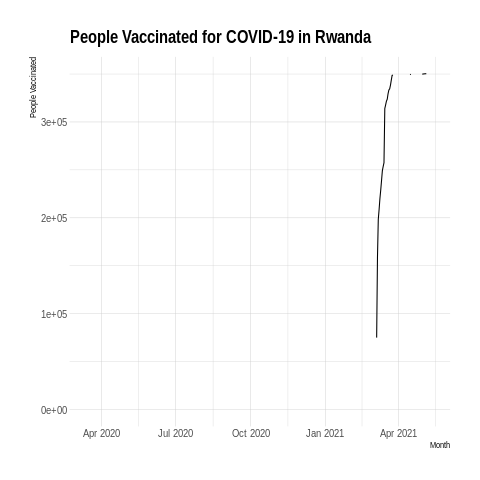 People Vaccinated for COVID-19 in Rwanda
People Vaccinated
3e+05
2e+05
1e+05
0e+00
Apr 2020 Jul 2020 Oct 2020 Jan 2021 Apr 2021
Month